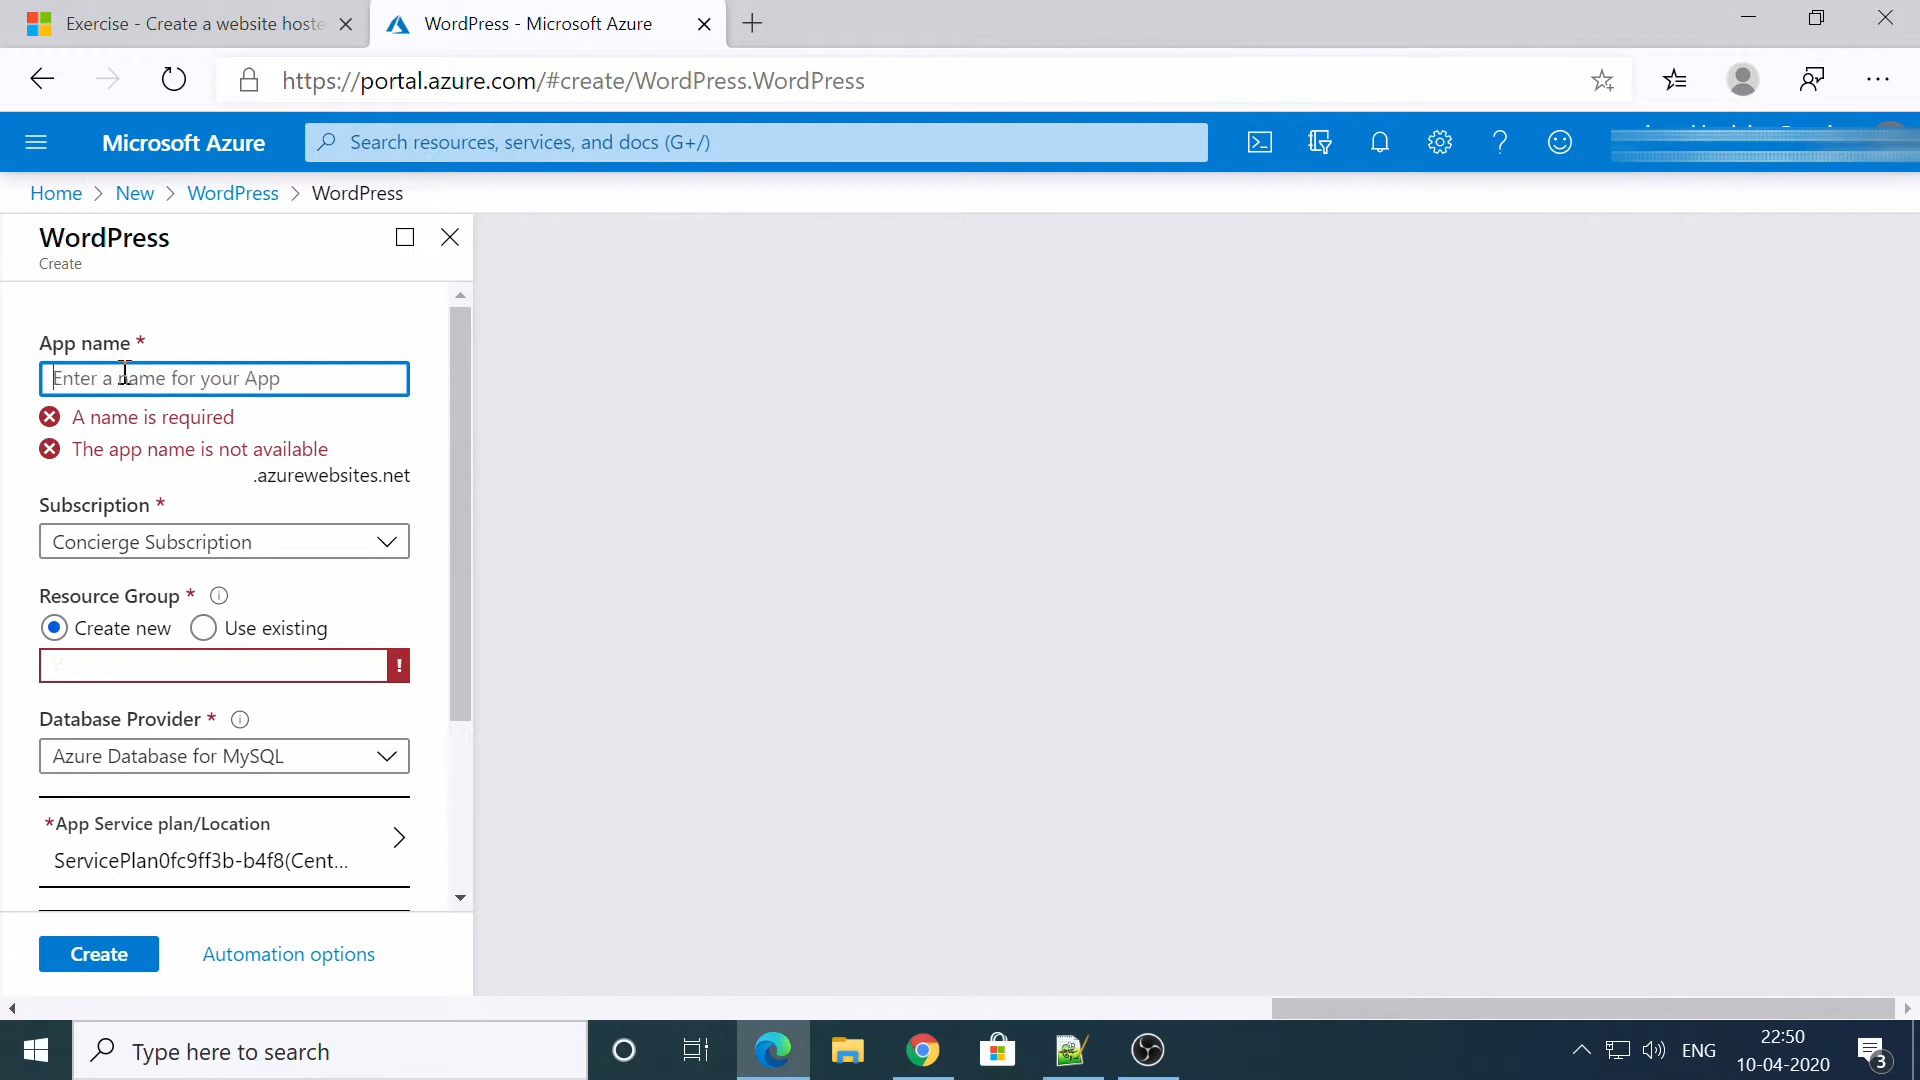 Exercise - Create a website hoste
WordPress - Microsoft Azure
https://portal.azure.com/#create/WordPress.WordPress
Microsoft Azure
Search resources, services, and docs (G+/)
Home > New > WordPress > WordPress
WordPress
Create
App name *
Enter a name for your App
A name is required
The app name is not available
.azurewebsites.net
Subscription *
Concierge Subscription
Resource Group *
Create new
Use existing
Database Provider *
Azure Database for MySQL
*App Service plan/Location
ServicePlan0fc9ff3b-b4f8(Cent...
Create
Automation options
Type here to search
ENG
22:50
10-04-2020
3